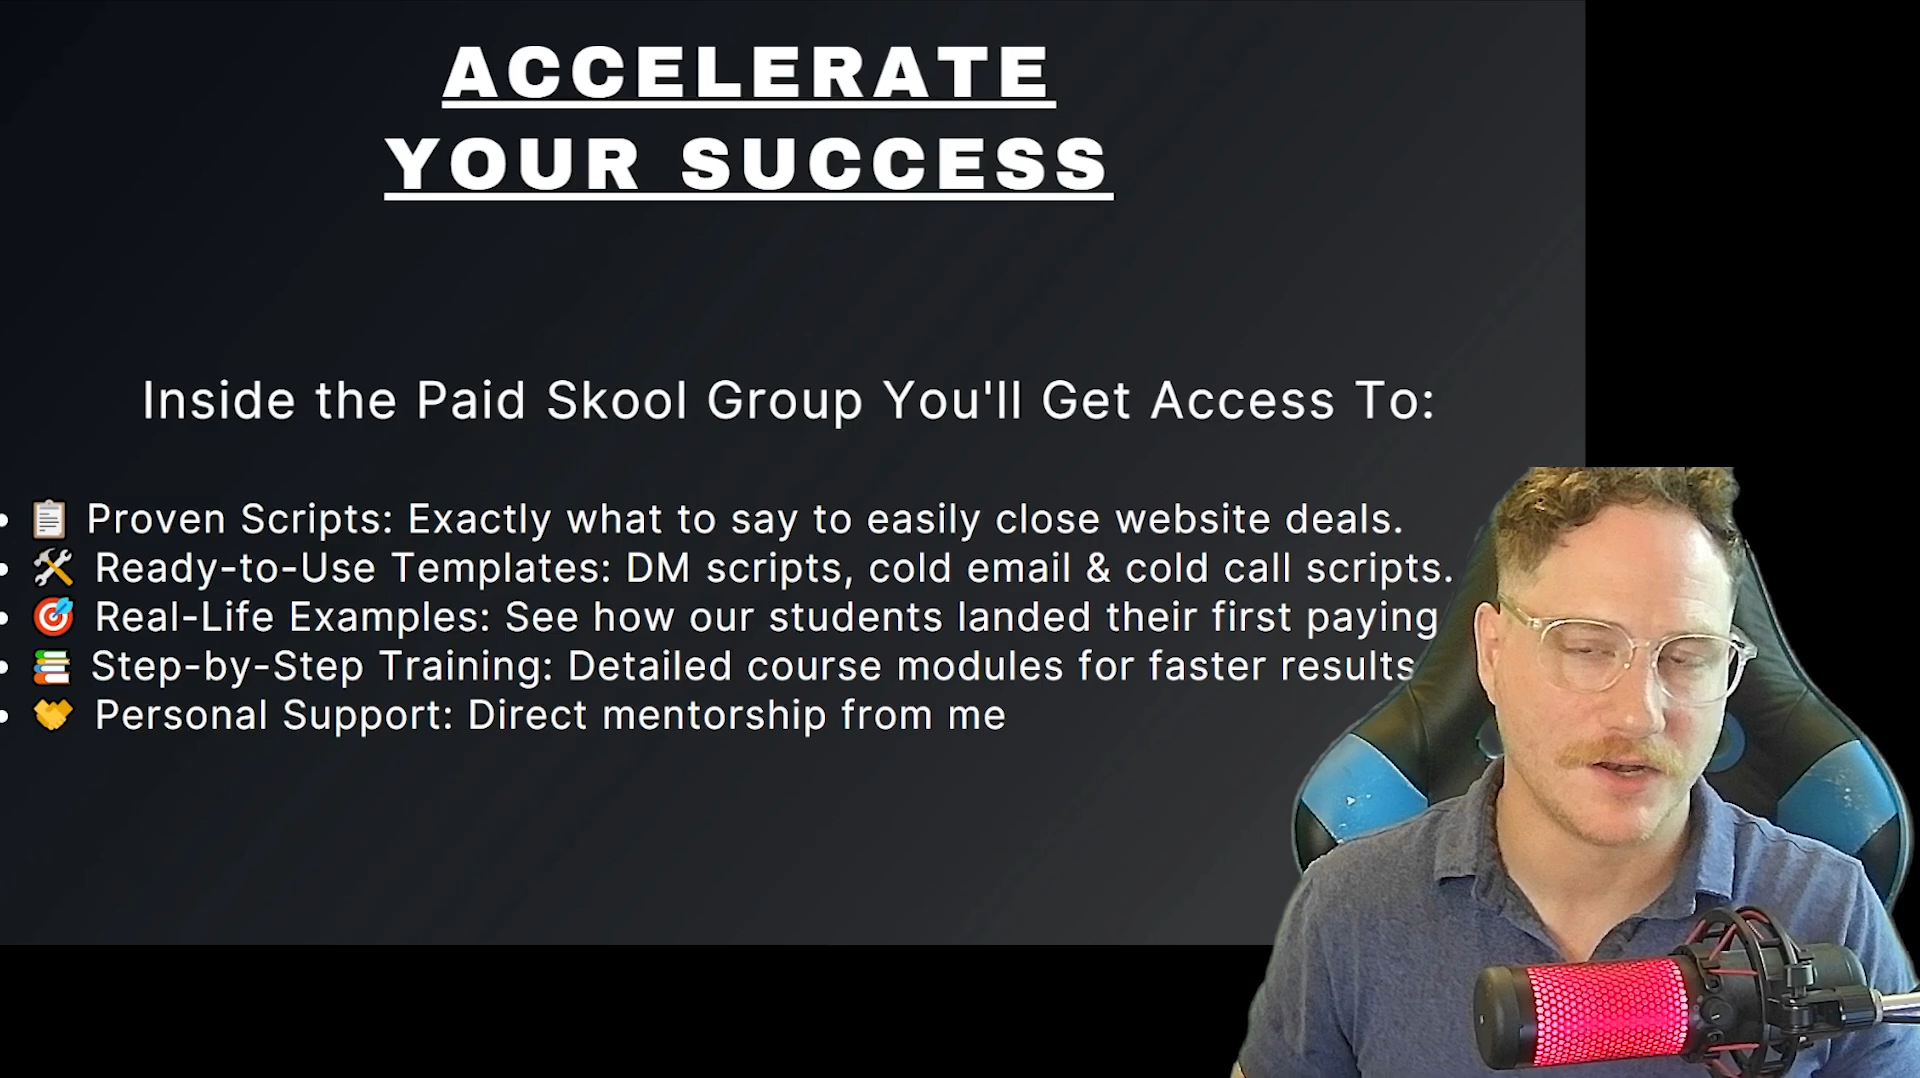 ACCELERATE
YOUR SUCCESS
Inside the Paid Skool Group You'll Get Access To:
• 📋 Proven Scripts: Exactly what to say to easily close website deals.
• 🛠️ Ready-to-Use Templates: DM scripts, cold email & cold call scripts.
• 🎯 Real-Life Examples: See how our students landed their first paying
• 📚 Step-by-Step Training: Detailed course modules for faster results
• 🤝 Personal Support: Direct mentorship from me